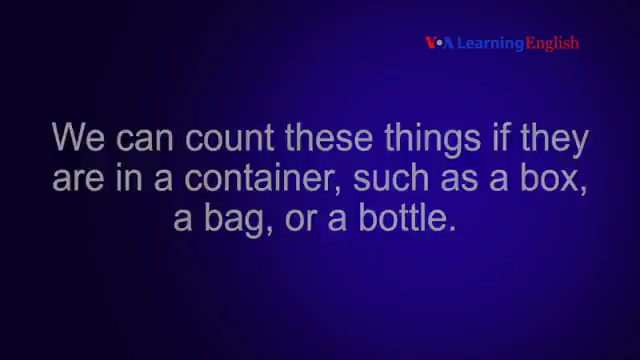 VOA Learning English
We can count these things if they
are in a container, such as a box,
a bag, or a bottle.